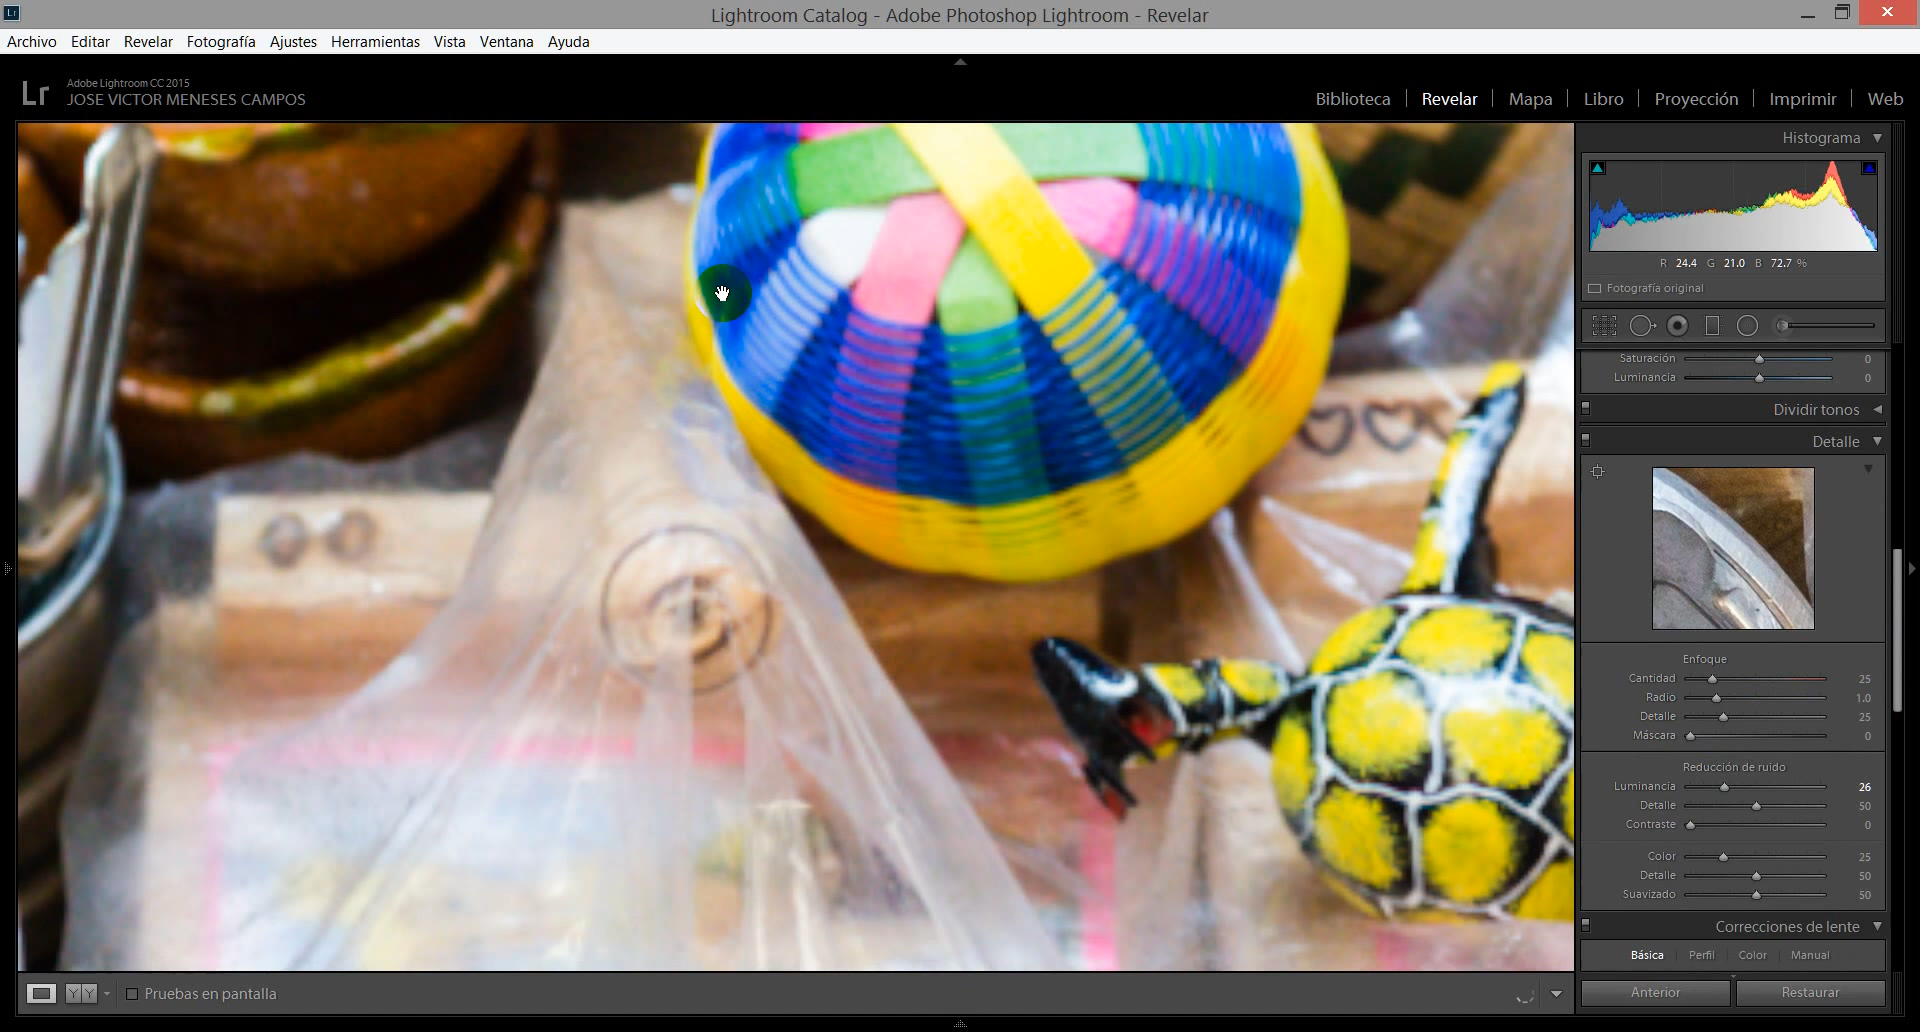 Lr
Lightroom Catalog - Adobe Photoshop Lightroom - Revelar
Archivo Editar Revelar Fotografía Ajustes Herramientas Vista Ventana Ayuda
Lr
Adobe Lightroom CC 2015
JOSE VICTOR MENESES CAMPOS
Biblioteca | Revelar | Mapa | Libro | Proyección | Imprimir | Web
Histograma
R 24.4 G 21.0 B 72.7 %
Fotografía original
Saturación 0
Luminancia 0
Dividir tonos
Detalle
Enfoque
Cantidad 25
Radio 1.0
Detalle 25
Máscara 0
Reducción de ruido
Luminancia 26
Detalle 50
Contraste 0
Color 25
Detalle 50
Suavizado 50
Correcciones de lente
Básica | Perfil | Color | Manual
Anterior Restaurar
YY Pruebas en pantalla